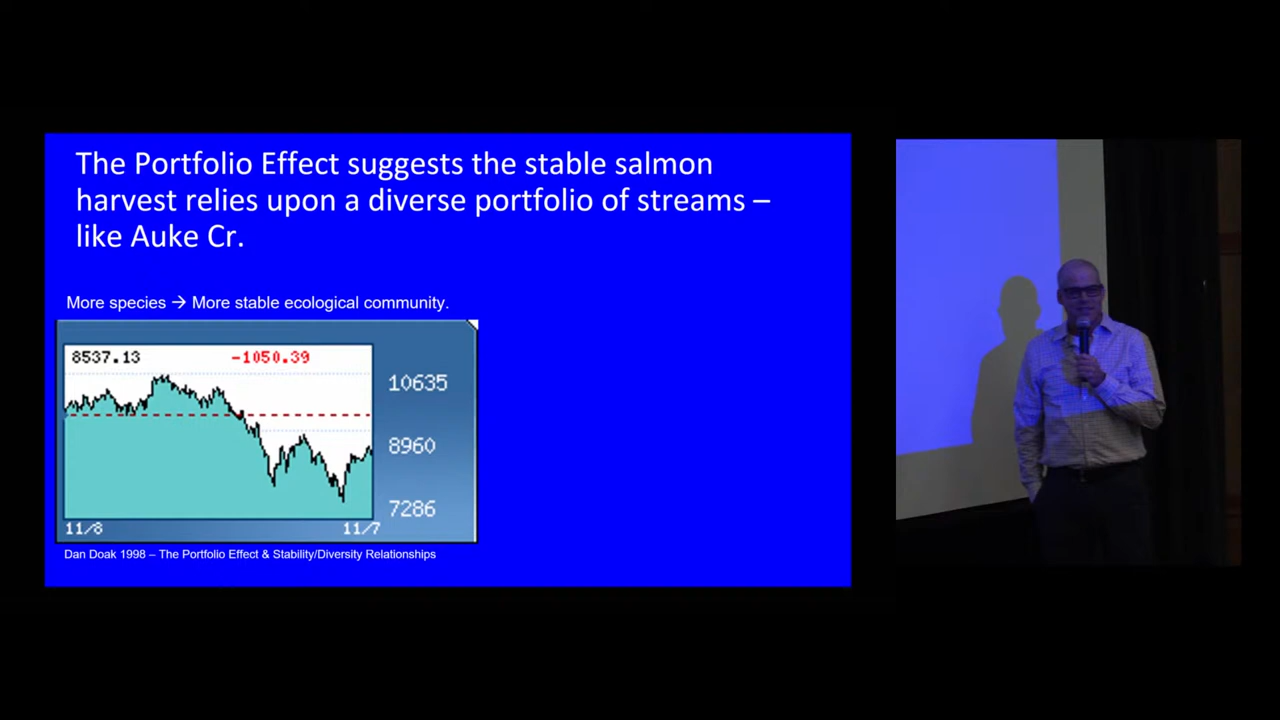 The Portfolio Effect suggests the stable salmon
harvest relies upon a diverse portfolio of streams –
like Auke Cr.
More species → More stable ecological community.
8537.13 -1050.39
10635
8960
7286
11/8 11/7
Dan Doak 1998 – The Portfolio Effect & Stability/Diversity Relationships